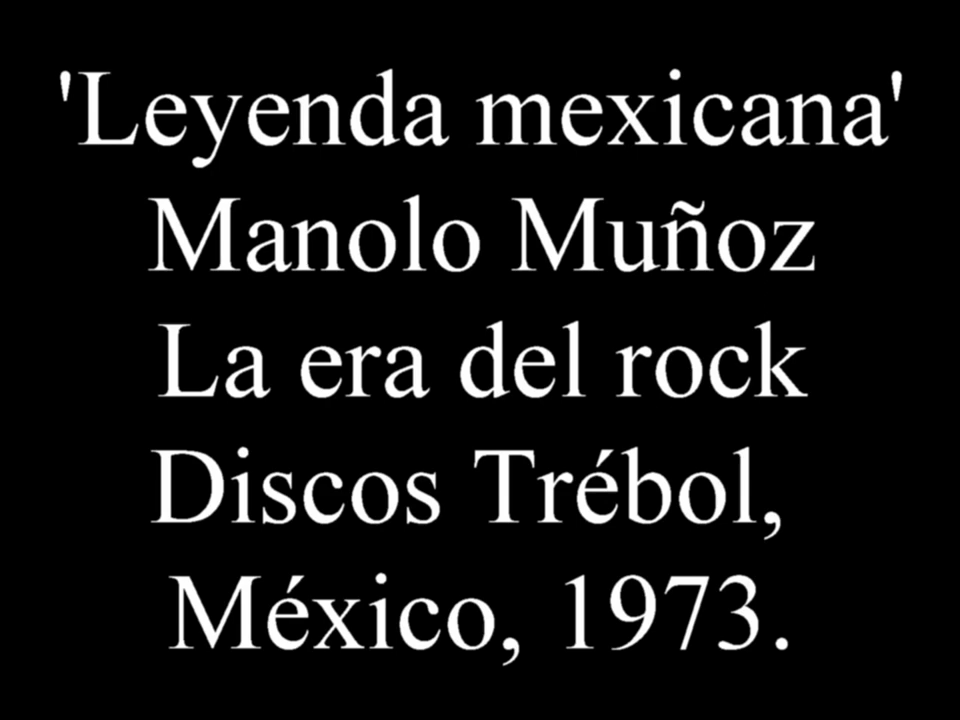 'Leyenda mexicana'
Manolo Muñoz
La era del rock
Discos Trébol,
México, 1973.